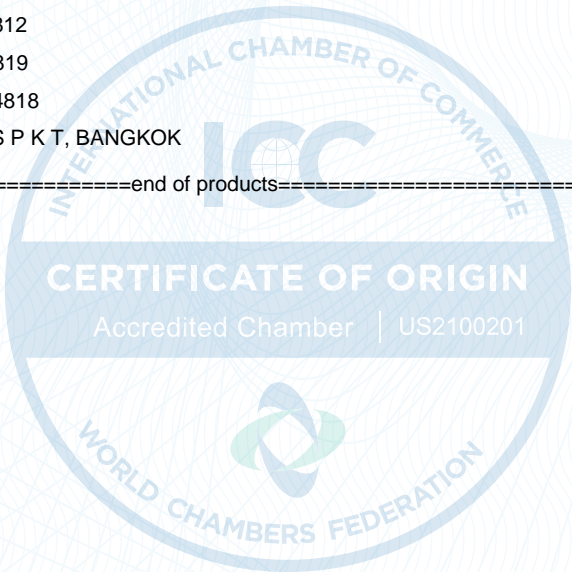 312
319
4818
S P K T, BANGKOK
===========end of products========================
INTERNATIONAL CHAMBER OF COMMERCE
ICC
CERTIFICATE OF ORIGIN
Accredited Chamber | US2100201
WORLD CHAMBERS FEDERATION